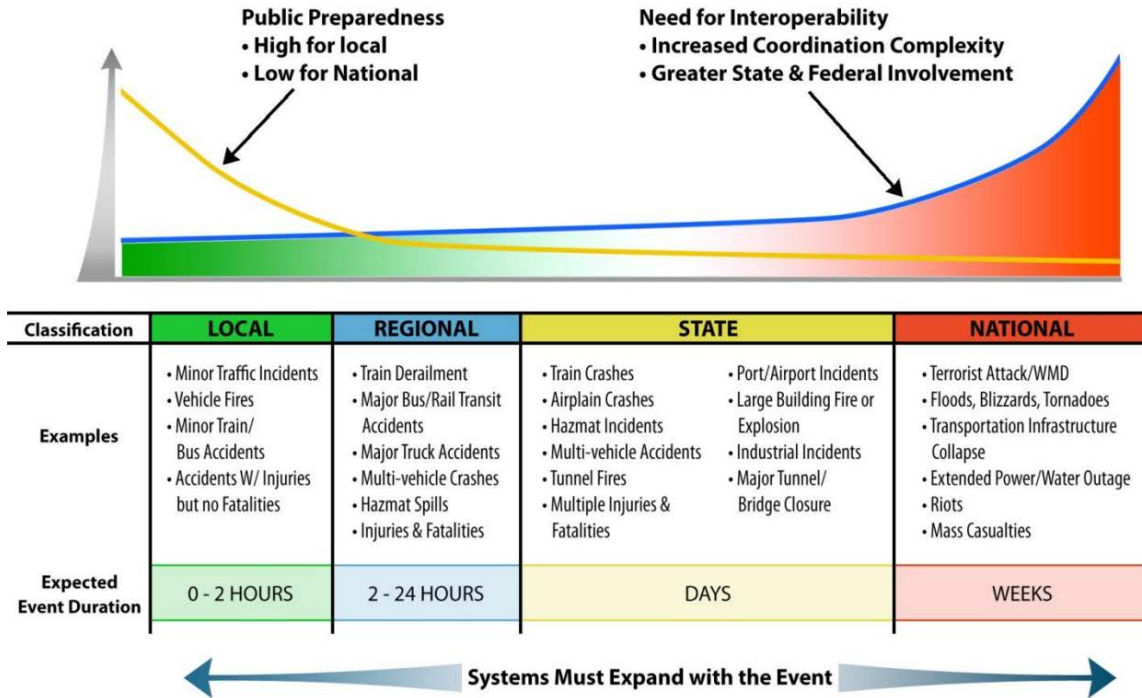 Public Preparedness
• High for local
• Low for National
Need for Interoperability
• Increased Coordination Complexity
• Greater State & Federal Involvement
Classification
LOCAL
REGIONAL
STATE
NATIONAL
Examples
• Minor Traffic Incidents
• Vehicle Fires
• Minor Train/
Bus Accidents
• Accidents W/ Injuries
but no Fatalities
• Train Derailment
• Major Bus/Rail Transit
Accidents
• Major Truck Accidents
• Multi-vehicle Crashes
• Hazmat Spills
• Injuries & Fatalities
• Train Crashes
• Airplain Crashes
• Hazmat Incidents
• Multi-vehicle Accidents
• Tunnel Fires
• Multiple Injuries &
Fatalities
• Port/Airport Incidents
• Large Building Fire or
Explosion
• Industrial Incidents
• Major Tunnel/
Bridge Closure
• Terrorist Attack/WMD
• Floods, Blizzards, Tornadoes
• Transportation Infrastructure
Collapse
• Extended Power/Water Outage
• Riots
• Mass Casualties
Expected
Event Duration
0 - 2 HOURS
2 - 24 HOURS
DAYS
WEEKS
Systems Must Expand with the Event